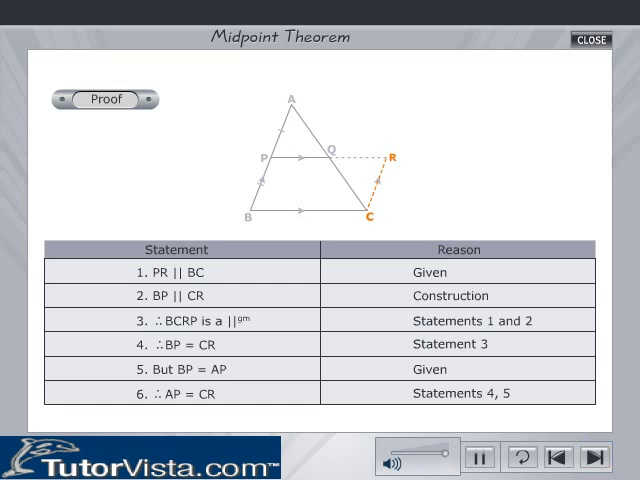 Midpoint Theorem
CLOSE
Proof
A
P
Q
R
B
C
Statement Reason
1. PR || BC Given
2. BP || CR Construction
3. ∴ BCRP is a ||gm Statements 1 and 2
4. ∴ BP = CR Statement 3
5. But BP = AP Given
6. ∴ AP = CR Statements 4, 5
TutorVista.com™